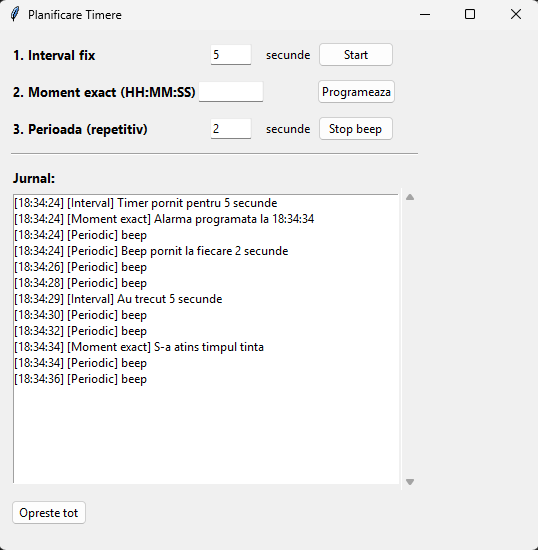 Planificare Timere
1. Interval fix 5 secunde Start
2. Moment exact (HH:MM:SS) Programeaza
3. Perioada (repetitiv) 2 secunde Stop beep
Jurnal:
[18:34:24] [Interval] Timer pornit pentru 5 secunde
[18:34:24] [Moment exact] Alarma programata la 18:34:34
[18:34:24] [Periodic] beep
[18:34:24] [Periodic] Beep pornit la fiecare 2 secunde
[18:34:26] [Periodic] beep
[18:34:28] [Periodic] beep
[18:34:29] [Interval] Au trecut 5 secunde
[18:34:30] [Periodic] beep
[18:34:32] [Periodic] beep
[18:34:34] [Moment exact] S-a atins timpul tinta
[18:34:34] [Periodic] beep
[18:34:36] [Periodic] beep
Opreste tot